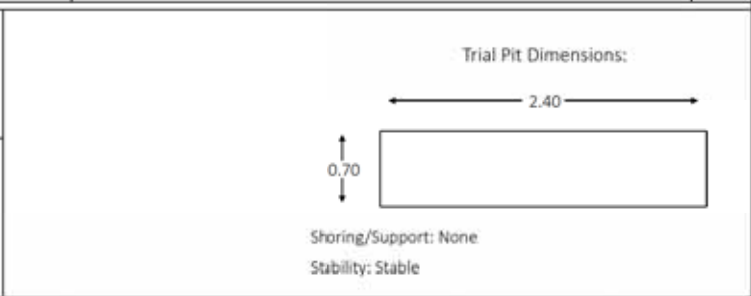 Trial Pit Dimensions:
2.40
0.70
Shoring/Support: None
Stability: Stable